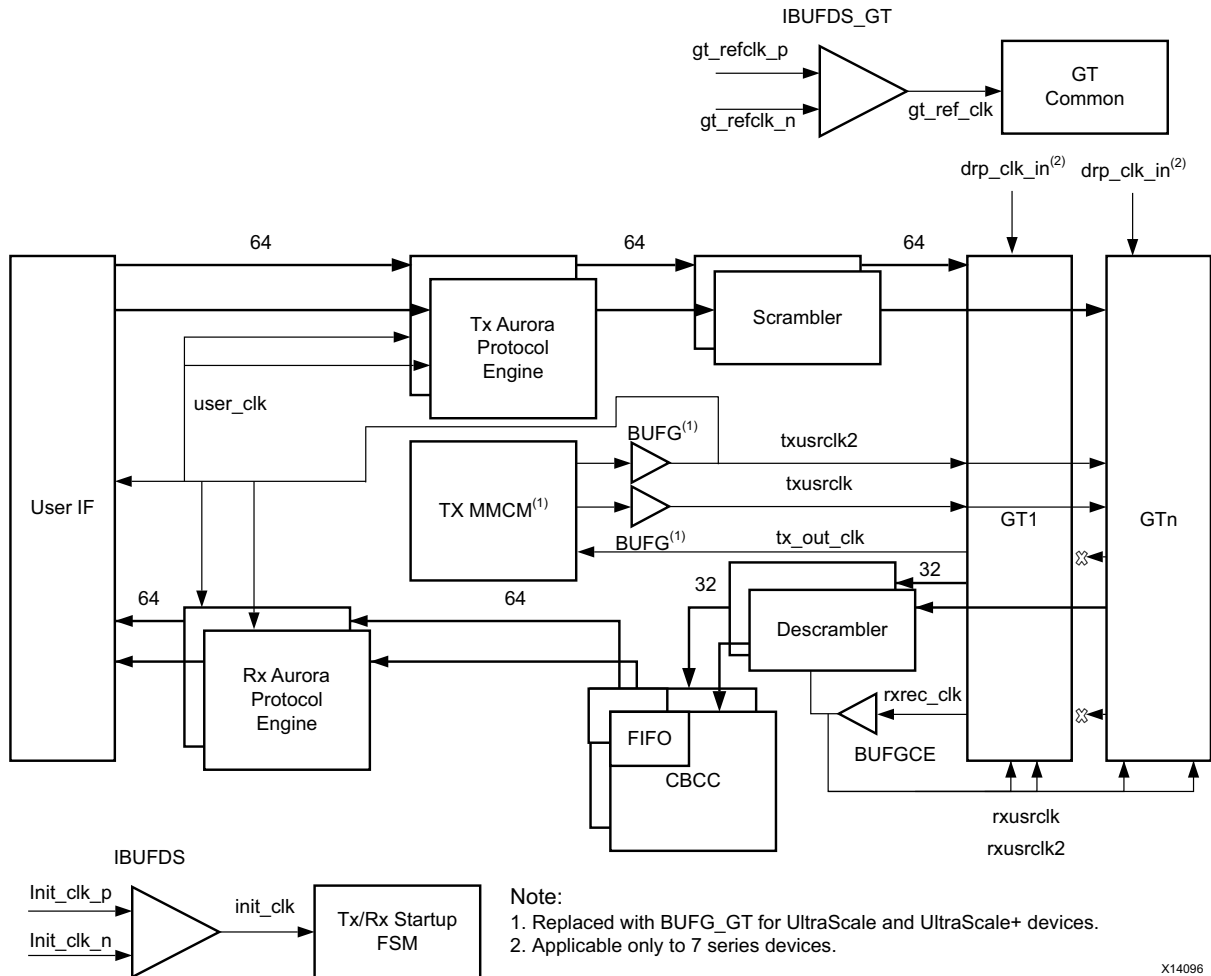 IBUFDS_GT
gt_refclk_p
gt_refclk_n
gt_ref_clk
GT
Common
drp_clk_in(2)
drp_clk_in(2)
64
64
64
User IF
Tx Aurora
Protocol
Engine
Scrambler
user_clk
BUFG(1)
txusrclk2
TX MMCM(1)
txusrclk
BUFG(1)
tx_out_clk
GT1
GTn
64
64
32
32
Descrambler
Rx Aurora
Protocol
Engine
FIFO
CBCC
rxrec_clk
BUFGCE
rxusrclk
rxusrclk2
IBUFDS
Init_clk_p
Init_clk_n
init_clk
Tx/Rx Startup
FSM
Note:
1. Replaced with BUFG_GT for UltraScale and UltraScale+ devices.
2. Applicable only to 7 series devices.
X14096